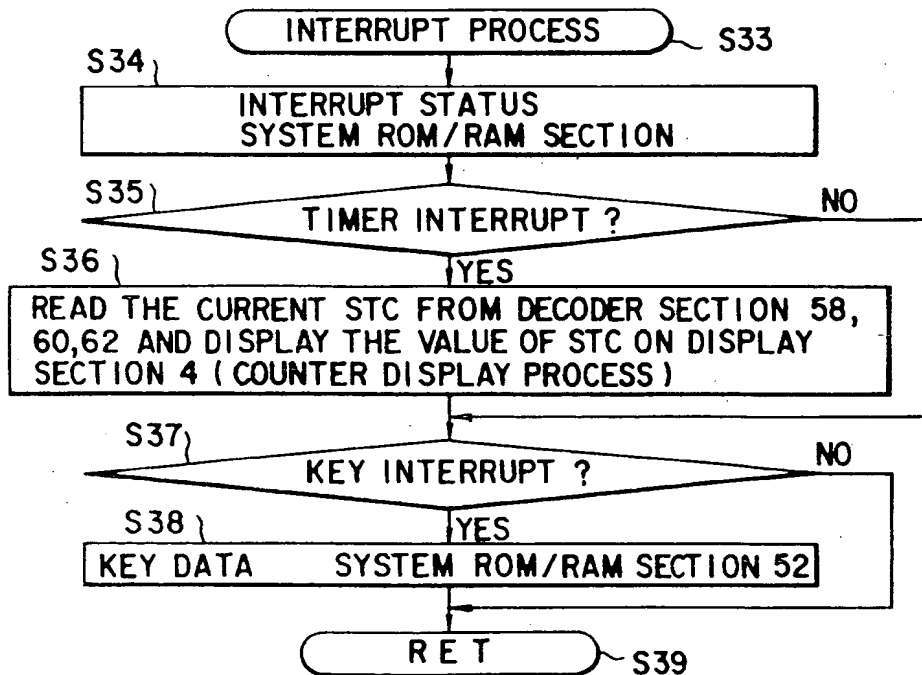 INTERRUPT PROCESS
S33
S34
INTERRUPT STATUS
SYSTEM ROM/RAM SECTION
S35
TIMER INTERRUPT ?
NO
S36
YES
READ THE CURRENT STC FROM DECODER SECTION 58,
60,62 AND DISPLAY THE VALUE OF STC ON DISPLAY
SECTION 4 (COUNTER DISPLAY PROCESS)
S37
KEY INTERRUPT ?
NO
S38
YES
KEY DATA SYSTEM ROM/RAM SECTION 52
RET
S39